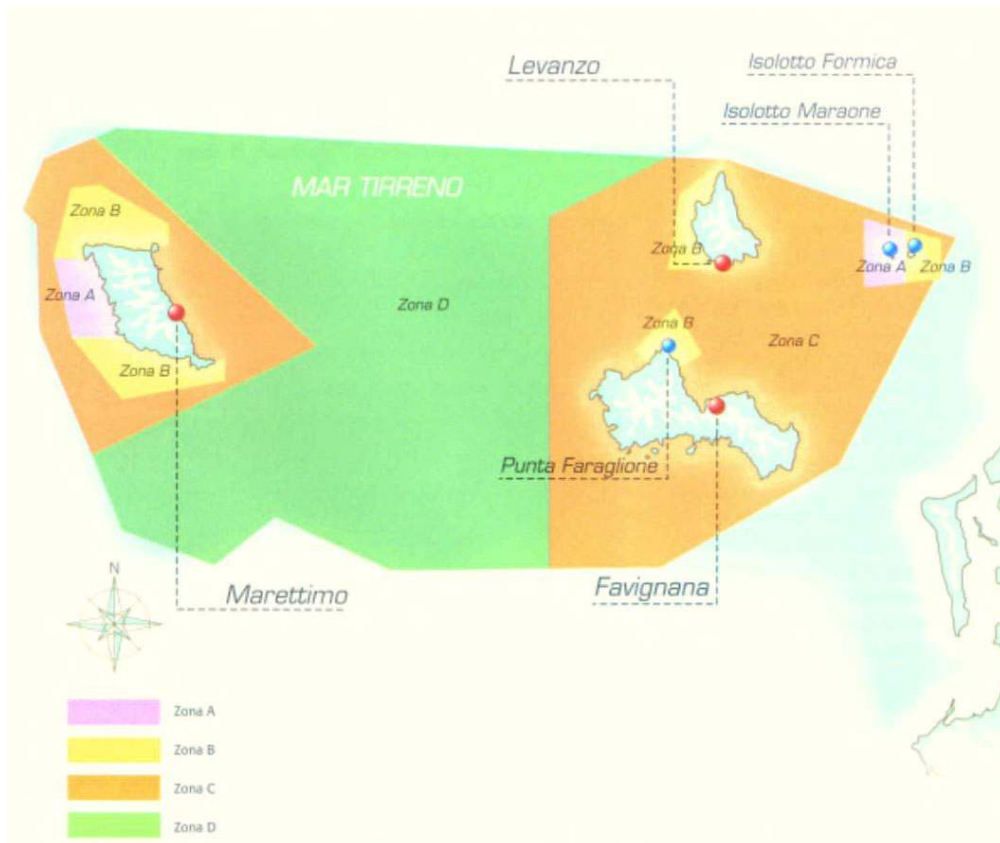 Levanzo
Isolotto Formica
Isolotto Maraone
MAR TIRRENO
Zona B
Zona B
Zona A
Zona B
Zona A
Zona D
Zona B
Zona C
Zona B
Punta Faraglione
N
Marettimo
Favignana
Zona A
Zona B
Zona C
Zona D